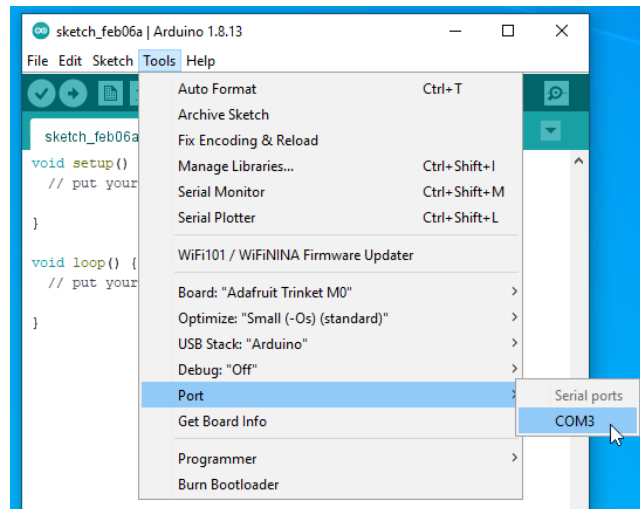 sketch_feb06a | Arduino 1.8.13
File Edit Sketch Tools Help
sketch_feb06a
void setup()
// put your
}
void loop() {
// put your
}
Auto Format Ctrl+T
Archive Sketch
Fix Encoding & Reload
Manage Libraries... Ctrl+Shift+I
Serial Monitor Ctrl+Shift+M
Serial Plotter Ctrl+Shift+L
WiFi101 / WiFiNINA Firmware Updater
Board: "Adafruit Trinket M0"
Optimize: "Small (-Os) (standard)"
USB Stack: "Arduino"
Debug: "Off"
Port
Get Board Info
Programmer
Burn Bootloader
Serial ports
COM3